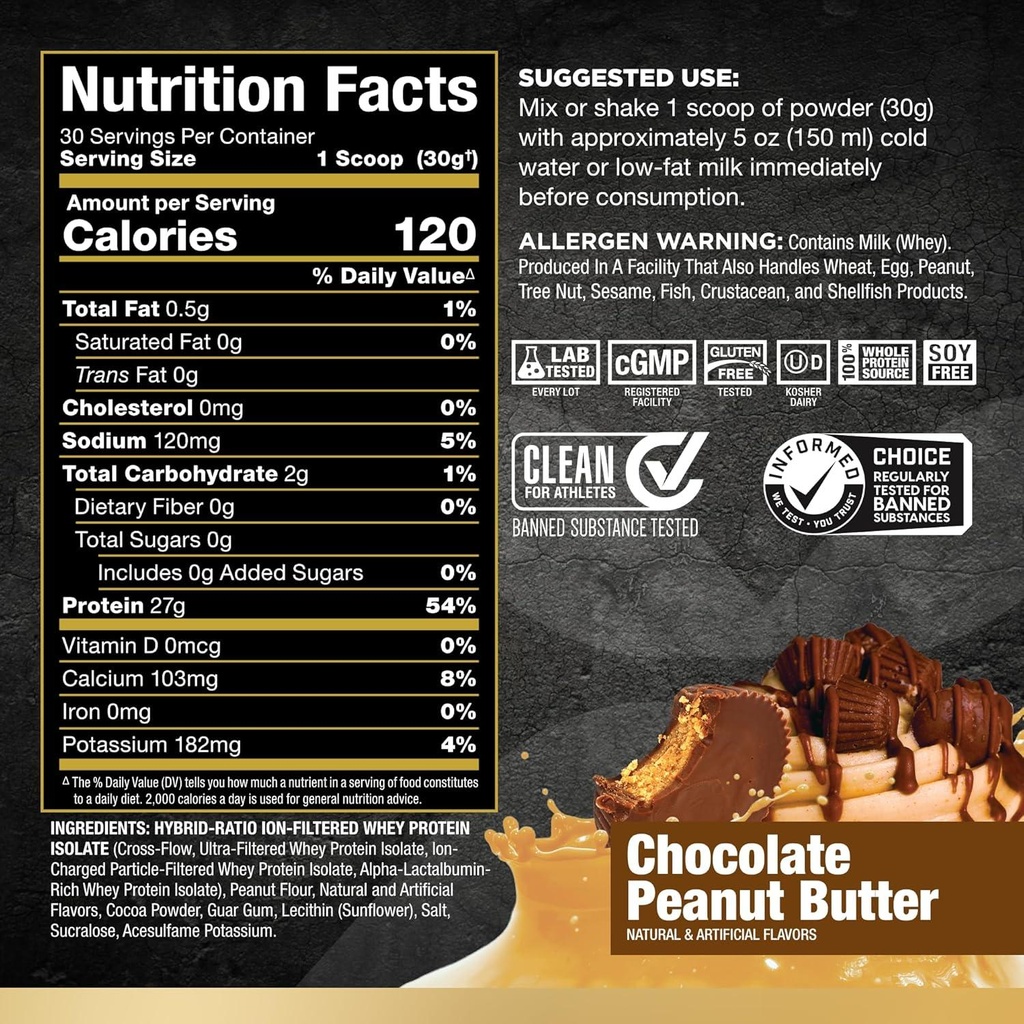 Nutrition Facts
30 Servings Per Container
Serving Size 1 Scoop (30g†)
Amount per Serving
Calories 120
% Daily Value∆
Total Fat 0.5g 1%
Saturated Fat 0g 0%
Trans Fat 0g
Cholesterol 0mg 0%
Sodium 120mg 5%
Total Carbohydrate 2g 1%
Dietary Fiber 0g 0%
Total Sugars 0g
Includes 0g Added Sugars 0%
Protein 27g 54%
Vitamin D 0mcg 0%
Calcium 103mg 8%
Iron 0mg 0%
Potassium 182mg 4%
∆ The % Daily Value (DV) tells you how much a nutrient in a serving of food constitutes
to a daily diet. 2,000 calories a day is used for general nutrition advice.
INGREDIENTS: HYBRID-RATIO ION-FILTERED WHEY PROTEIN
ISOLATE (Cross-Flow, Ultra-Filtered Whey Protein Isolate, Ion-
Charged Particle-Filtered Whey Protein Isolate, Alpha-Lactalbumin-
Rich Whey Protein Isolate), Peanut Flour, Natural and Artificial
Flavors, Cocoa Powder, Guar Gum, Lecithin (Sunflower), Salt,
Sucralose, Acesulfame Potassium.
SUGGESTED USE:
Mix or shake 1 scoop of powder (30g)
with approximately 5 oz (150 ml) cold
water or low-fat milk immediately
before consumption.
ALLERGEN WARNING: Contains Milk (Whey).
Produced In A Facility That Also Handles Wheat, Egg, Peanut,
Tree Nut, Sesame, Fish, Crustacean, and Shellfish Products.
LAB
TESTED
EVERY LOT
cGMP
REGISTERED
FACILITY
GLUTEN
FREE
TESTED
U D
KOSHER
DAIRY
100%
WHOLE
PROTEIN
SOURCE
SOY
FREE
CLEAN
FOR ATHLETES
BANNED SUBSTANCE TESTED
INFORMED
WE TEST • YOU TRUST
CHOICE
REGULARLY
TESTED FOR
BANNED
SUBSTANCES
Chocolate
Peanut Butter
NATURAL & ARTIFICIAL FLAVORS